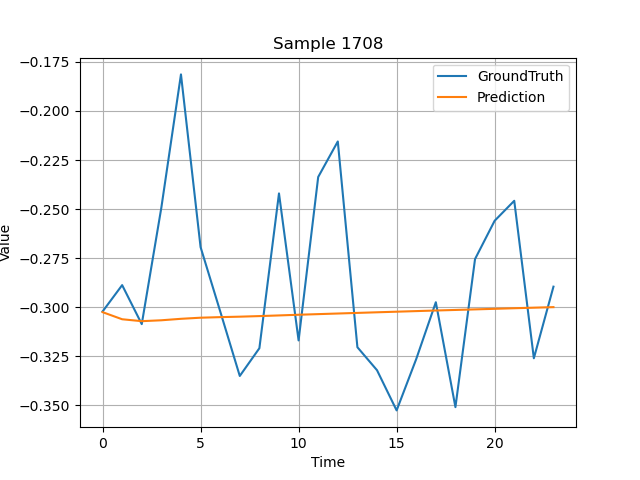 Sample 1708
GroundTruth
Prediction
−0.175
−0.200
−0.225
−0.250
−0.275
−0.300
−0.325
−0.350
Value
0 5 10 15 20
Time